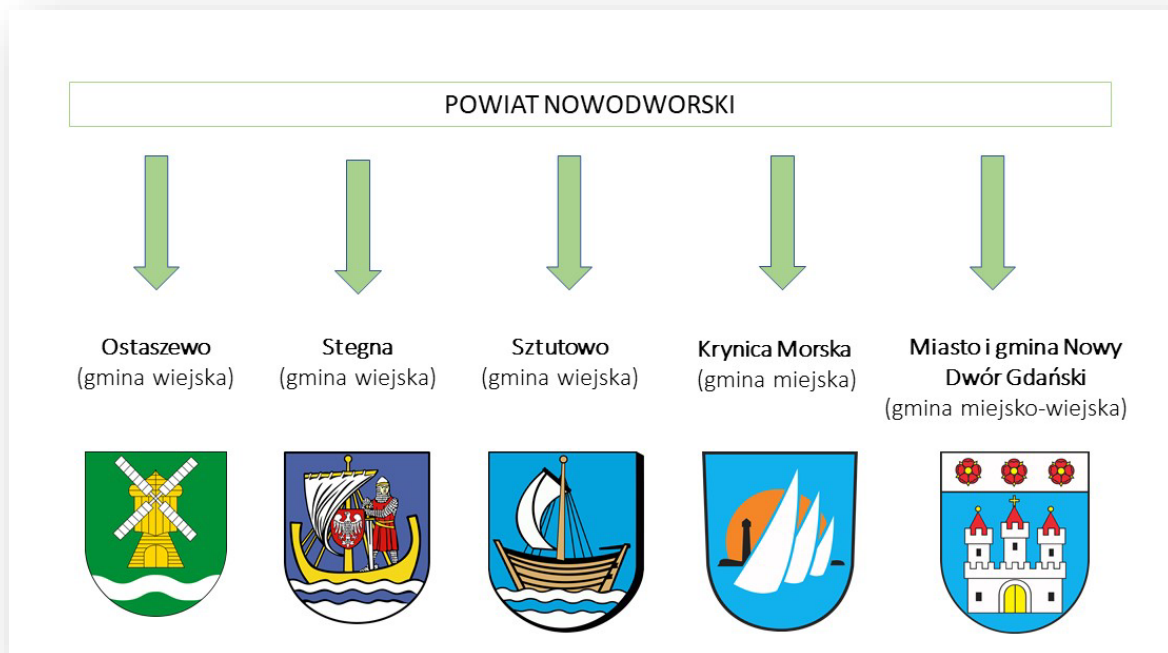 POWIAT NOWODWORSKI
Ostaszewo
(gmina wiejska)
Stegna
(gmina wiejska)
Sztutowo
(gmina wiejska)
Krynica Morska
(gmina miejska)
Miasto i gmina Nowy
Dwór Gdański
(gmina miejsko-wiejska)